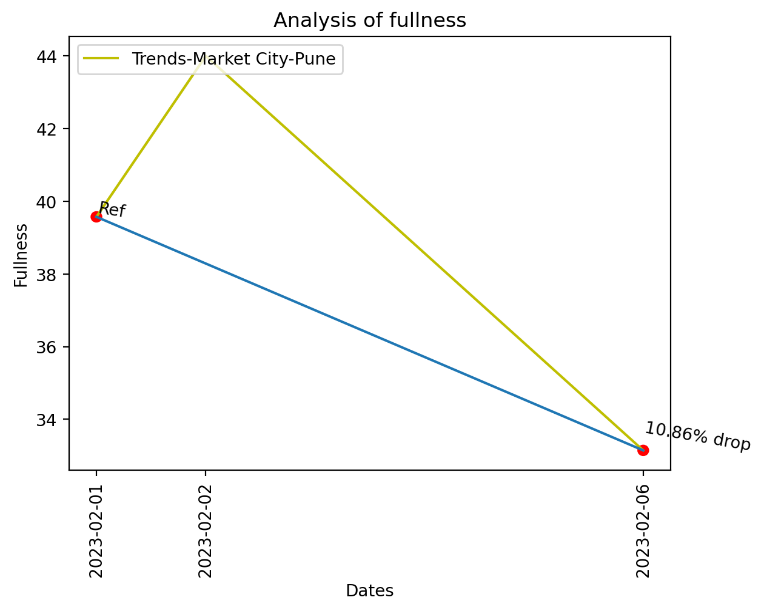 Analysis of fullness
Trends-Market City-Pune
44
42
40
38
36
34
Fullness
Ref
10.86% drop
2023-02-01
2023-02-02
2023-02-06
Dates